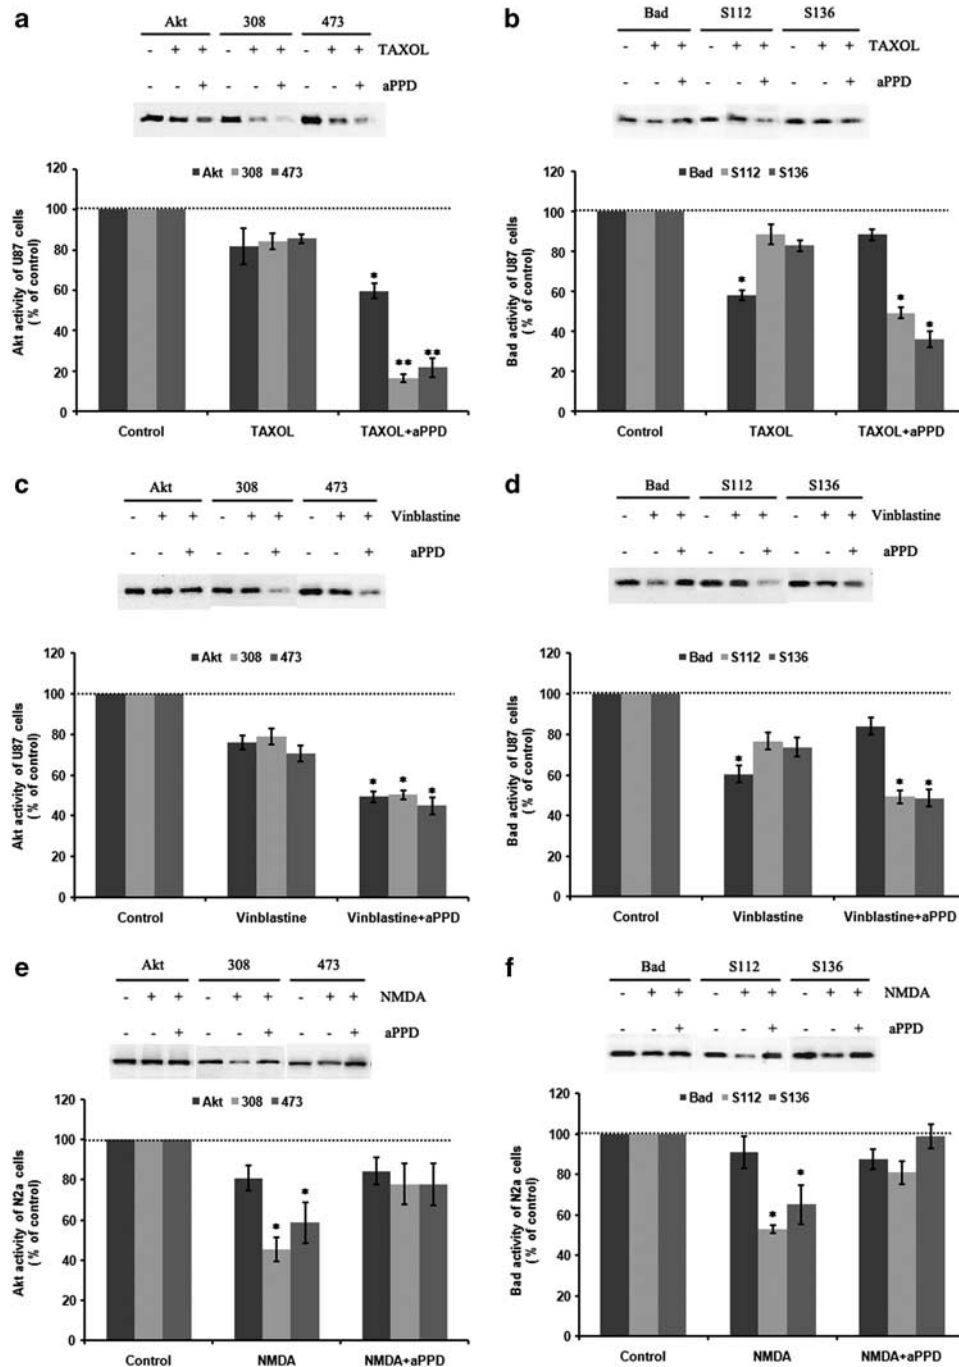 a
Akt 308 473
- + + - + + - + + TAXOL
- - + - - + - - + aPPD
Akt 308 473
Akt activity of U87 cells
(% of control)
120
100
80
60
40
20
0
*
**
**
Control TAXOL TAXOL+aPPD
b
Bad S112 S136
- + + - + + - + + TAXOL
- - + - - + - - + aPPD
Bad S112 S136
Bad activity of U87 cells
(% of control)
120
100
80
60
40
20
0
*
*
*
Control TAXOL TAXOL+aPPD
c
Akt 308 473
- + + - + + - + + Vinblastine
- - + - - + - - + aPPD
Akt 308 473
Akt activity of U87 cells
(% of control)
120
100
80
60
40
20
0
* * *
Control Vinblastine Vinblastine+aPPD
d
Bad S112 S136
- + + - + + - + + Vinblastine
- - + - - + - - + aPPD
Bad S112 S136
Bad activity of U87 cells
(% of control)
120
100
80
60
40
20
0
*
* *
Control Vinblastine Vinblastine+aPPD
e
Akt 308 473
- + + - + + - + + NMDA
- - + - - + - - + aPPD
Akt 308 473
Akt activity of N2a cells
(% of control)
120
100
80
60
40
20
0
*
*
Control NMDA NMDA+aPPD
f
Bad S112 S136
- + + - + + - + + NMDA
- - + - - + - - + aPPD
Bad S112 S136
Bad activity of N2a cells
(% of control)
120
100
80
60
40
20
0
*
*
Control NMDA NMDA+aPPD